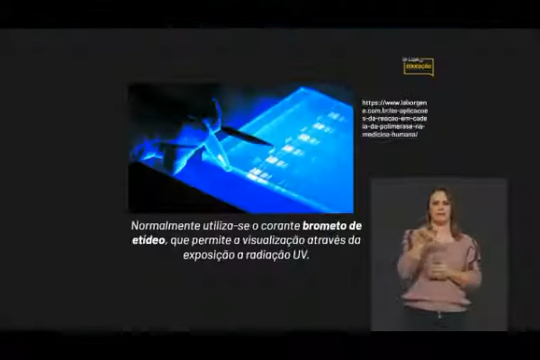 EDUCAÇÃO
https://www.laborgen
e.com.br/as-aplicacoe
s-da-reacao-em-cade
ia-da-polimerase-na-
medicina-humana/
Normalmente utiliza-se o corante brometo de
etídeo, que permite a visualização através da
exposição a radiação UV.